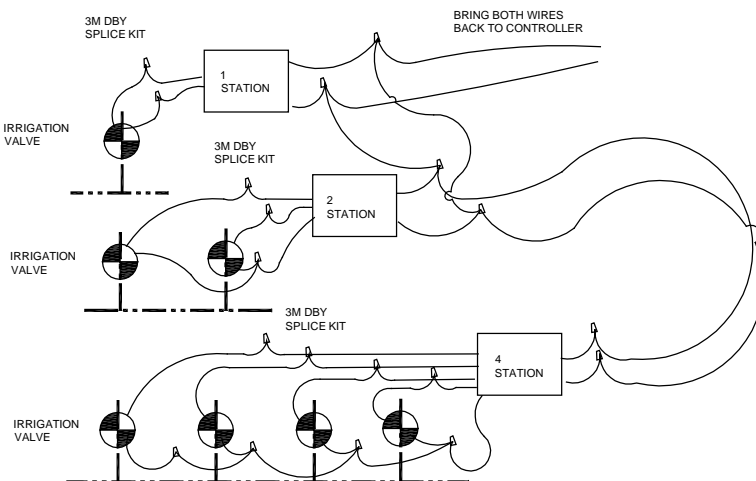 3M DBY
SPLICE KIT
BRING BOTH WIRES
BACK TO CONTROLLER
1
STATION
IRRIGATION
VALVE
3M DBY
SPLICE KIT
2
STATION
IRRIGATION
VALVE
3M DBY
SPLICE KIT
4
STATION
IRRIGATION
VALVE